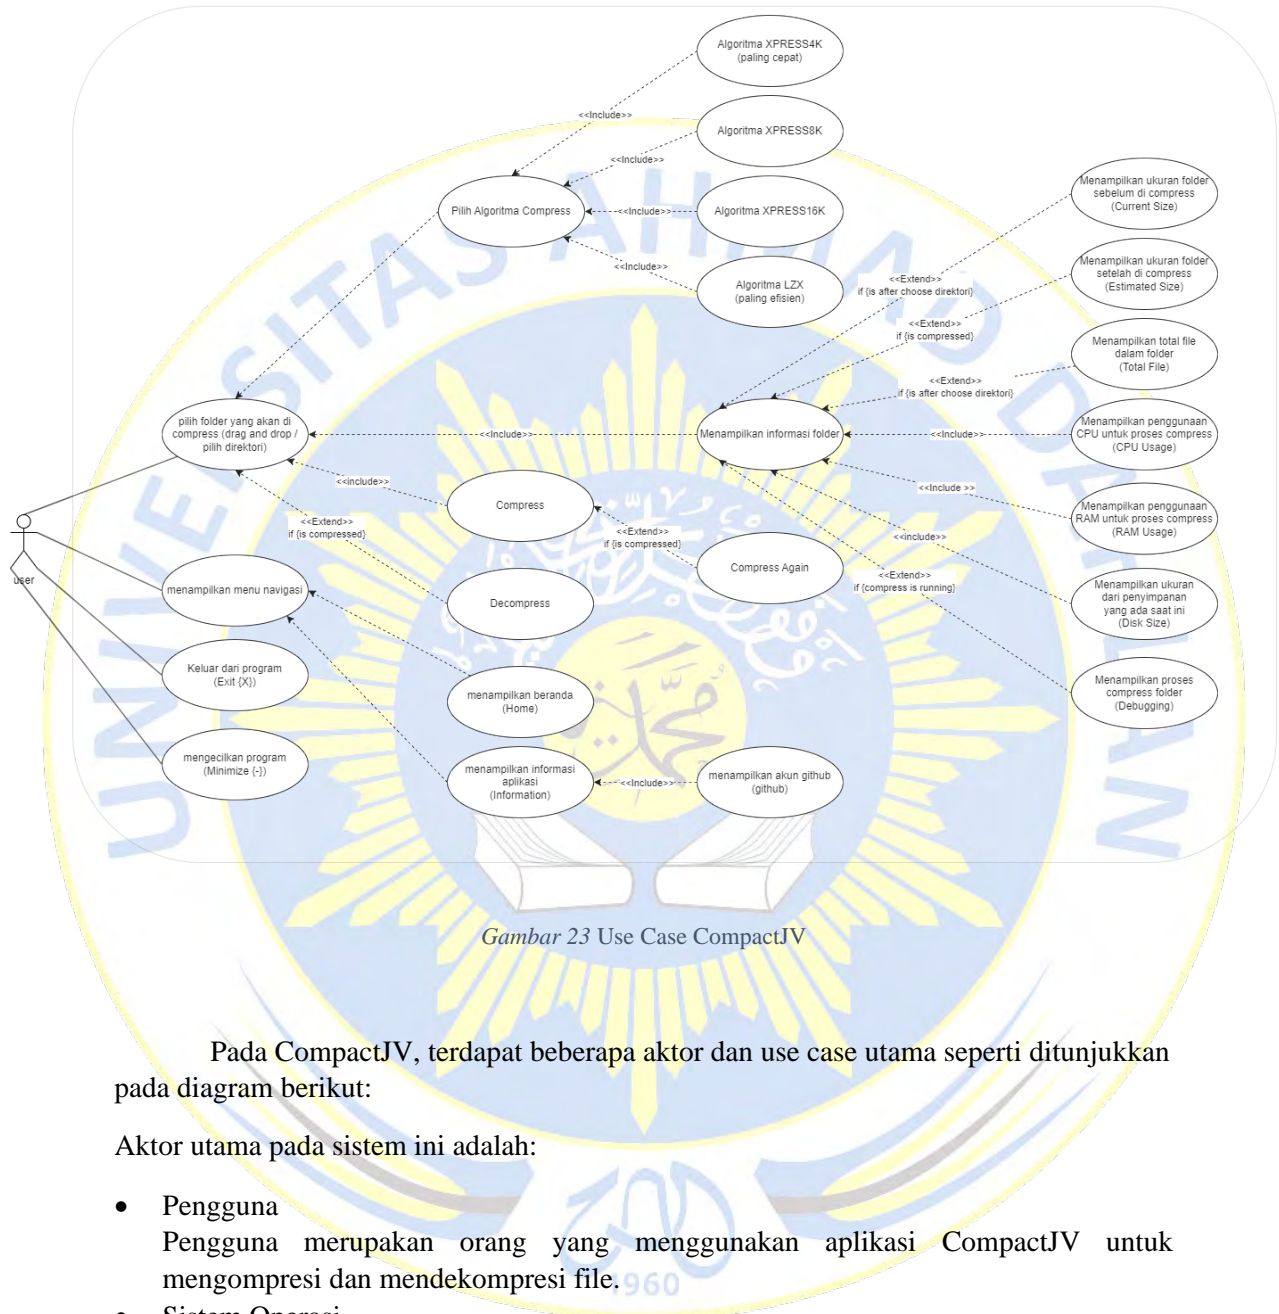 Algoritma XPRESS4K
(paling cepat)
<<Include>>
Algoritma XPRESS8K
<<Include>>
Pilih Algoritma Compress
<<Include>>
Algoritma XPRESS16K
<<Include>>
Algoritma LZX
(paling efisien)
Menampilkan ukuran folder
sebelum di compress
(Current Size)
<<Extend>>
if {is after choose direktori}
Menampilkan ukuran folder
setelah di compress
(Estimated Size)
<<Extend>>
if {is compressed}
Menampilkan total file
dalam folder
(Total File)
<<Extend>>
if {is after choose direktori}
pilih folder yang akan di
compress (drag and drop /
pilih direktori)
<<Include>>
Menampilkan informasi folder
<<Include>>
Menampilkan penggunaan
CPU untuk proses compress
(CPU Usage)
<<include>>
Compress
<<Include >>
Menampilkan penggunaan
RAM untuk proses compress
(RAM Usage)
<<Extend>>
if {is compressed}
<<Extend>>
if {is compressed}
Compress Again
<<include>>
Menampilkan ukuran
dari penyimpanan
yang ada saat ini
(Disk Size)
user
menampilkan menu navigasi
Decompress
<<Extend>>
if {compress is running}
Keluar dari program
(Exit {X})
menampilkan beranda
(Home)
Menampilkan proses
compress folder
(Debugging)
mengecilkan program
(Minimize {-})
menampilkan informasi
aplikasi
(Information)
<<Include>>
menampilkan akun github
(github)
UNIVERSITAS AHMAD DAHLAN
محمد
Gambar 23 Use Case CompactJV
Pada CompactJV, terdapat beberapa aktor dan use case utama seperti ditunjukkan
pada diagram berikut:
Aktor utama pada sistem ini adalah:
• Pengguna
Pengguna merupakan orang yang menggunakan aplikasi CompactJV untuk
mengompresi dan mendekompresi file.
1960
• Sistem Operasi